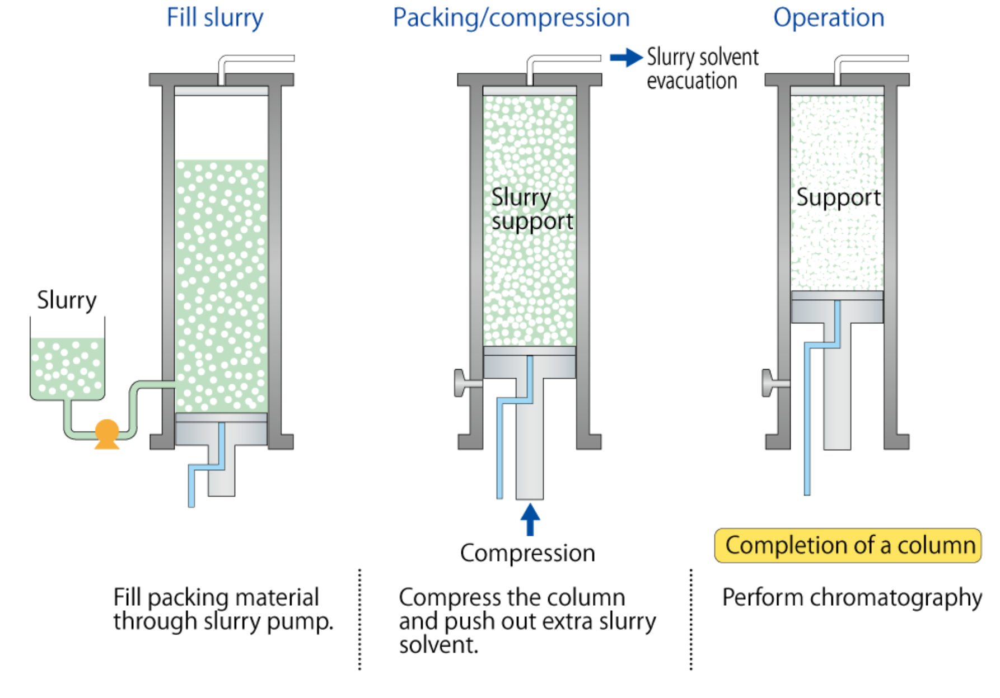 Fill slurry
Packing/compression
Operation
Slurry solvent
evacuation
Slurry
support
Support
Slurry
Compression
Completion of a column
Fill packing material
through slurry pump.
Compress the column
and push out extra slurry
solvent.
Perform chromatography